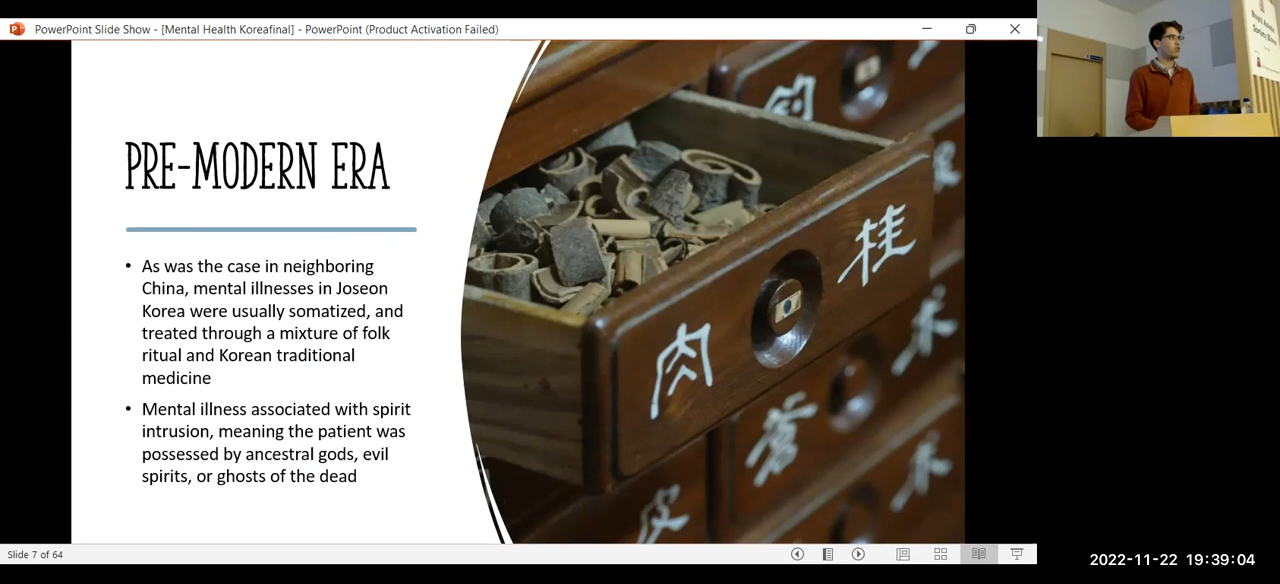 PowerPoint Slide Show - [Mental Health Koreafinal] - PowerPoint (Product Activation Failed)
PRE-MODERN ERA
• As was the case in neighboring
China, mental illnesses in Joseon
Korea were usually somatized, and
treated through a mixture of folk
ritual and Korean traditional
medicine
• Mental illness associated with spirit
intrusion, meaning the patient was
possessed by ancestral gods, evil
spirits, or ghosts of the dead
肉桂
皮
Slide 7 of 64
2022-11-22 19:39:04